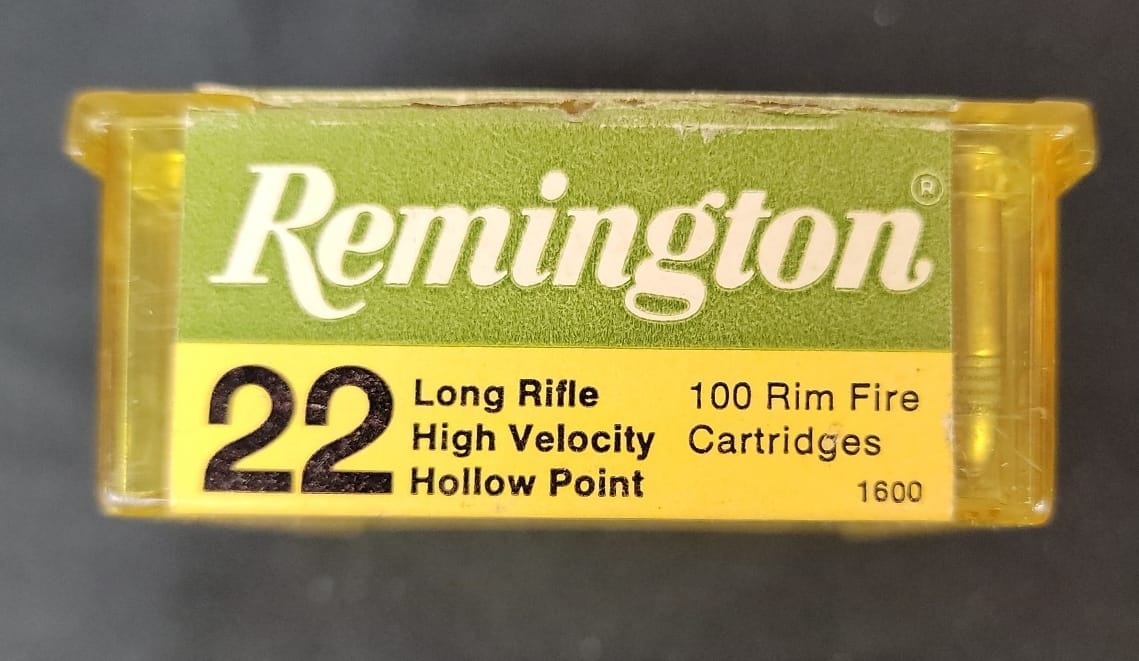 Remington®
22 Long Rifle
High Velocity
Hollow Point
100 Rim Fire
Cartridges
1600